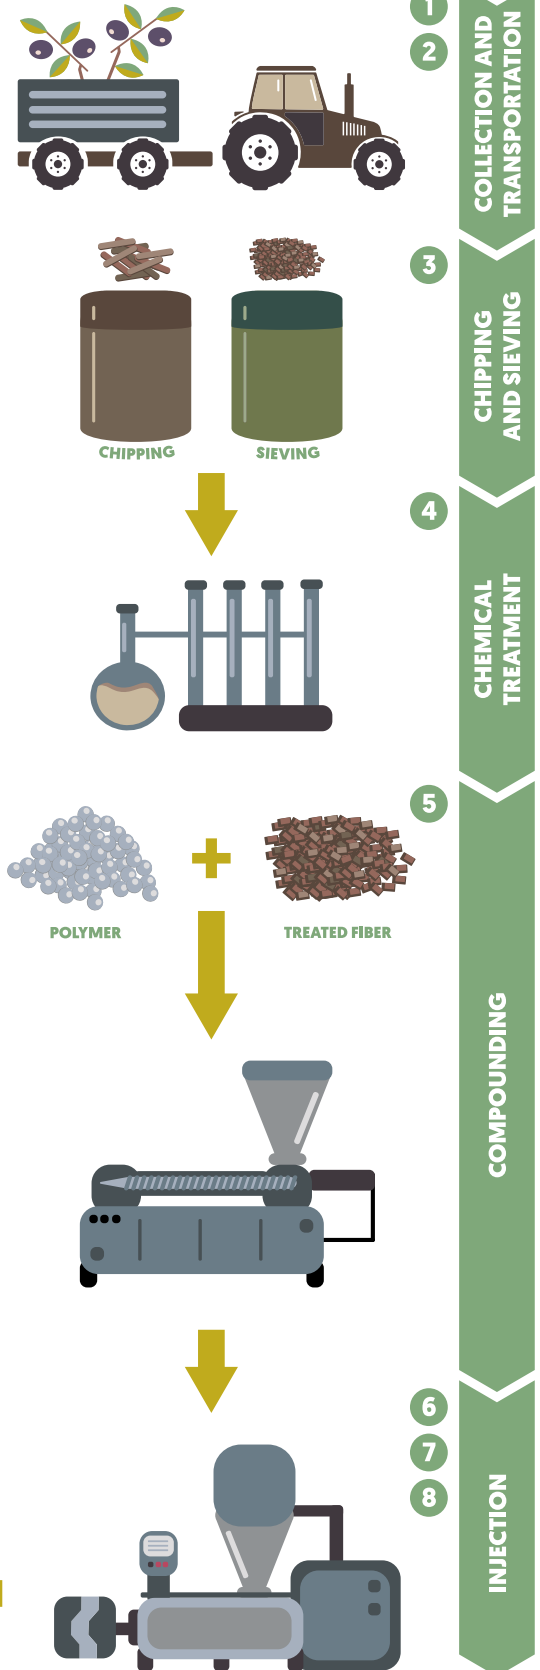 1
2
COLLECTION AND
TRANSPORTATION
3
CHIPPING
AND SIEVING
CHIPPING
SIEVING
4
CHEMICAL
TREATMENT
5
POLYMER
+
TREATED FIBER
COMPOUNDING
6
7
8
INJECTION